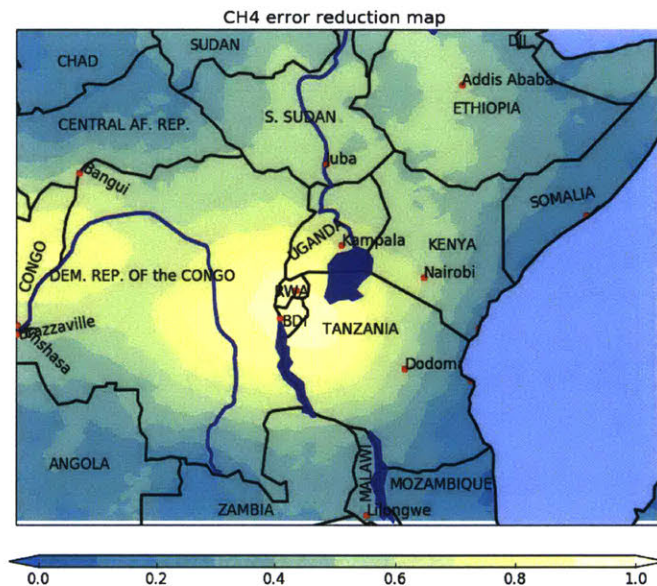 CH4 error reduction map
SUDAN
DJI.
CHAD
Addis Ababa
ETHIOPIA
CENTRAL AF. REP.
S. SUDAN
Juba
Bangui
SOMALIA
UGANDA
Kampala
KENYA
CONGO
DEM. REP. OF the CONGO
Nairobi
RWA
BDI
TANZANIA
Brazzaville
Kinshasa
Dodom
ANGOLA
MALAWI
MOZAMBIQUE
ZAMBIA
Lilongwe
0.0 0.2 0.4 0.6 0.8 1.0